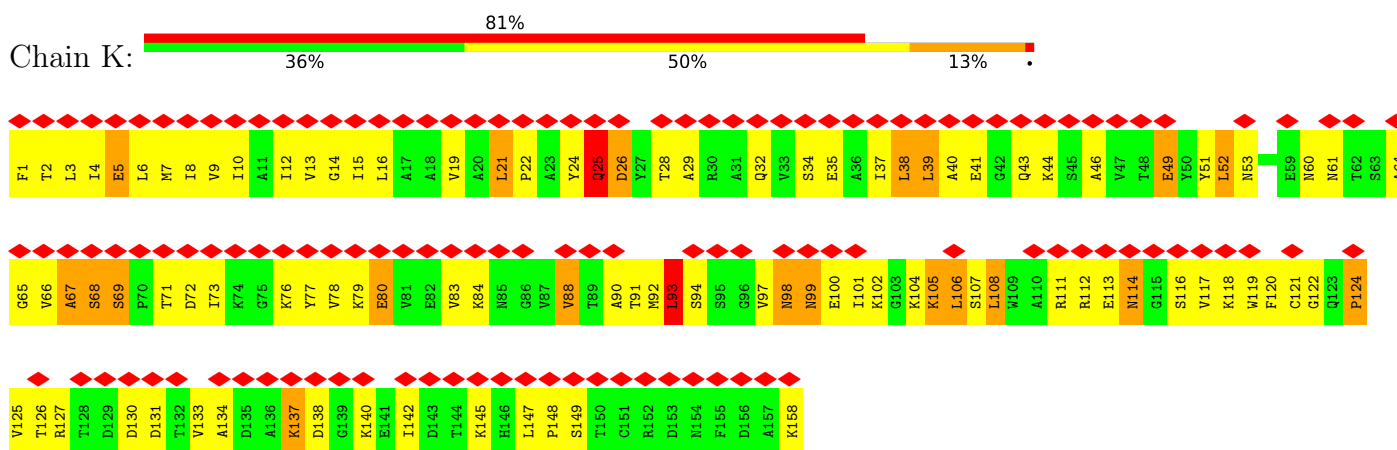 81%
Chain K:
36% 50% 13% •
F1 T2 L3 I4 E5 L6 M7 I8 V9 I10 A11 I12 V13 G14 I15 L16 A17 A18 V19 A20 L21 P22 A23 Y24 Q25 D26 Y27 T28 A29 R30 A31 Q32 V33 S34 E35 A36 I37 L38 L39 A40 E41 G42 Q43 K44 S45 A46 V47 T48 E49 Y50 Y51 L52 N53 E59 N60 N61 T62 S63 A64
G65 V66 A67 S68 S69 P70 T71 D72 I73 K74 G75 K76 Y77 V78 K79 E80 V81 E82 V83 K84 N85 G86 V87 V88 T89 A90 T91 M92 L93 S94 S95 G96 V97 N98 N99 E100 I101 K102 G103 K104 K105 L106 S107 L108 W109 A110 R111 R112 E113 N114 G115 S116 V117 K118 W119 F120 C121 G122 Q123 P124
V125 T126 R127 T128 D129 D130 D131 T132 V133 A134 D135 A136 K137 D138 G139 K140 E141 I142 D143 T144 K145 H146 L147 P148 S149 T150 C151 R152 D153 N154 F155 D156 A157 K158